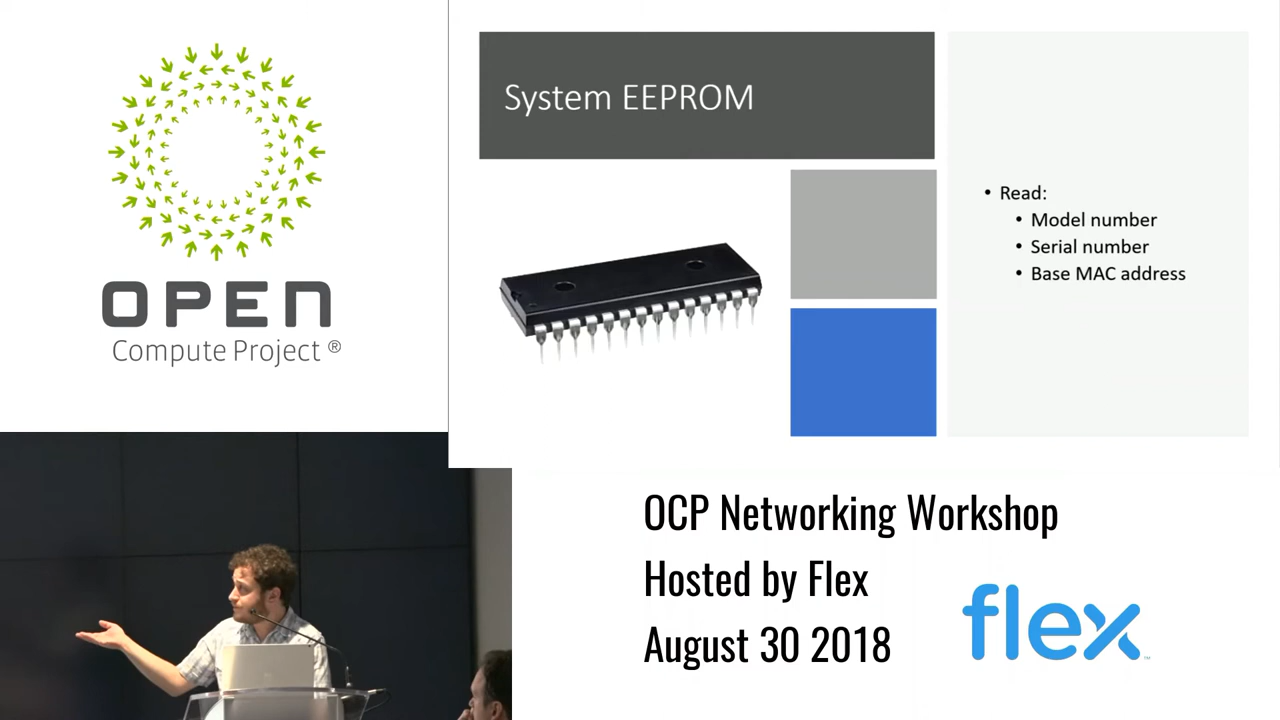 OPEN
Compute Project ®
System EEPROM
• Read:
• Model number
• Serial number
• Base MAC address
OCP Networking Workshop
Hosted by Flex
August 30 2018
flex